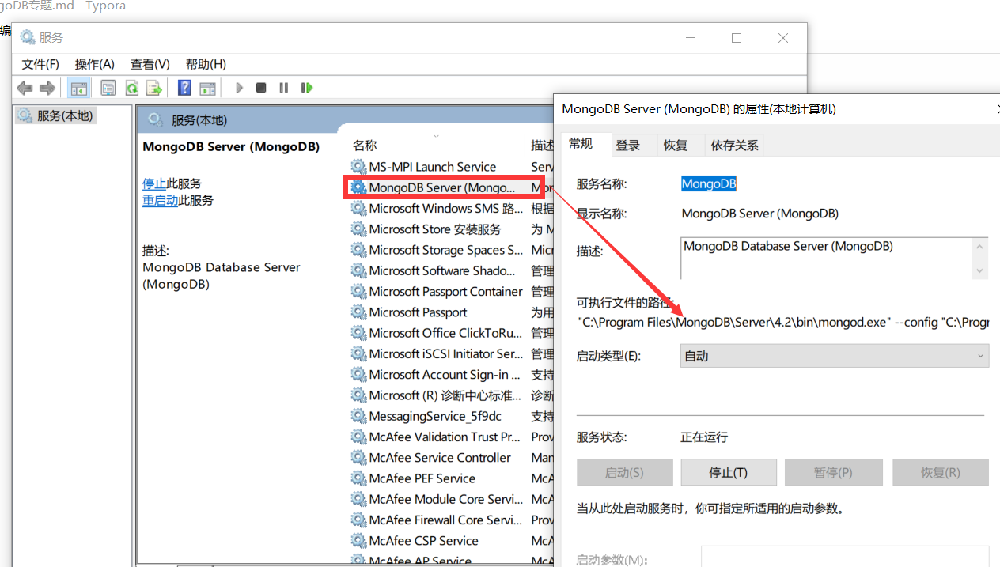 goDB专题.md - Typora
编
服务
文件(F) 操作(A) 查看(V) 帮助(H)
服务(本地)
服务(本地)
MongoDB Server (MongoDB)
停止此服务
重启动此服务
描述:
MongoDB Database Server
(MongoDB)
名称 描述
MS-MPI Launch Service Serv
MongoDB Server (Mongo... Mon
Microsoft Windows SMS 路... 根据
Microsoft Store 安装服务 为 M
Microsoft Storage Spaces S... Micr
Microsoft Software Shado... 管理
Microsoft Passport Container 管理
Microsoft Passport 为用
Microsoft Office ClickToRu... 管理
Microsoft iSCSI Initiator Ser... 管理
Microsoft Account Sign-in ... 支持
Microsoft (R) 诊断中心标准... 诊断
MessagingService_5f9dc 支持
McAfee Validation Trust Pr... Prov
McAfee Service Controller Man
McAfee PEF Service McA
McAfee Module Core Servi... McA
McAfee Firewall Core Servi... Prov
McAfee CSP Service McA
McAfee AP Service McA
MongoDB Server (MongoDB) 的属性(本地计算机)
常规 登录 恢复 依存关系
服务名称: MongoDB
显示名称: MongoDB Server (MongoDB)
描述: MongoDB Database Server (MongoDB)
可执行文件的路径:
"C:\Program Files\MongoDB\Server\4.2\bin\mongod.exe" --config "C:\Progr
启动类型(E): 自动
服务状态: 正在运行
启动(S) 停止(T) 暂停(P) 恢复(R)
当从此处启动服务时，你可指定所适用的启动参数。
启动参数(M):